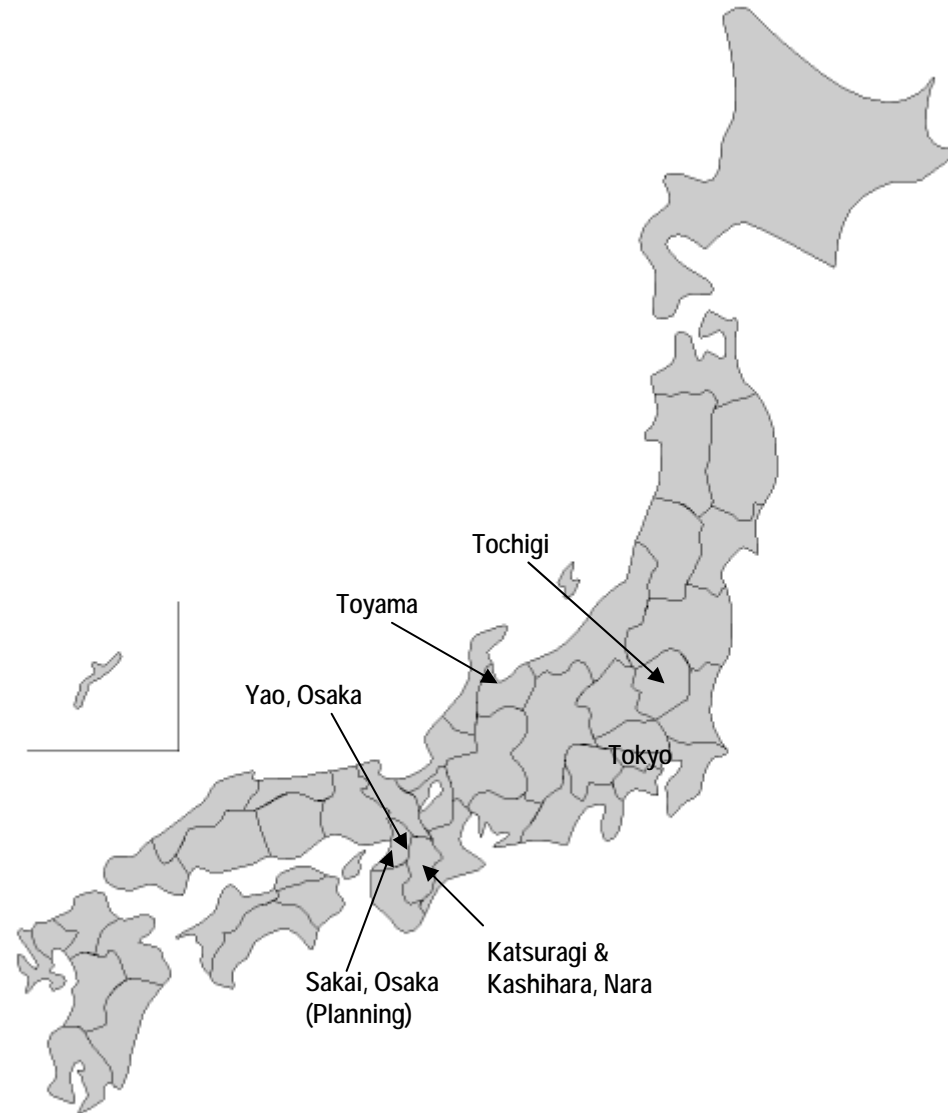 Tochigi
Toyama
Yao, Osaka
Tokyo
Katsuragi &
Kashihara, Nara
Sakai, Osaka
(Planning)